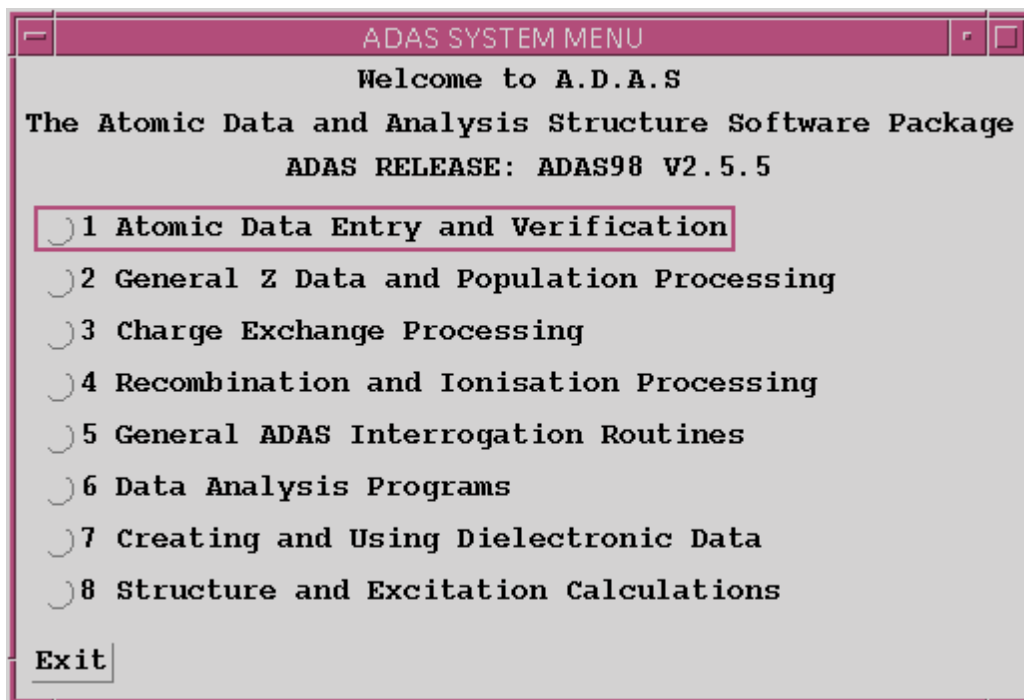 ADAS SYSTEM MENU
Welcome to A.D.A.S
The Atomic Data and Analysis Structure Software Package
ADAS RELEASE: ADAS98 V2.5.5
1 Atomic Data Entry and Verification
2 General Z Data and Population Processing
3 Charge Exchange Processing
4 Recombination and Ionisation Processing
5 General ADAS Interrogation Routines
6 Data Analysis Programs
7 Creating and Using Dielectronic Data
8 Structure and Excitation Calculations
Exit